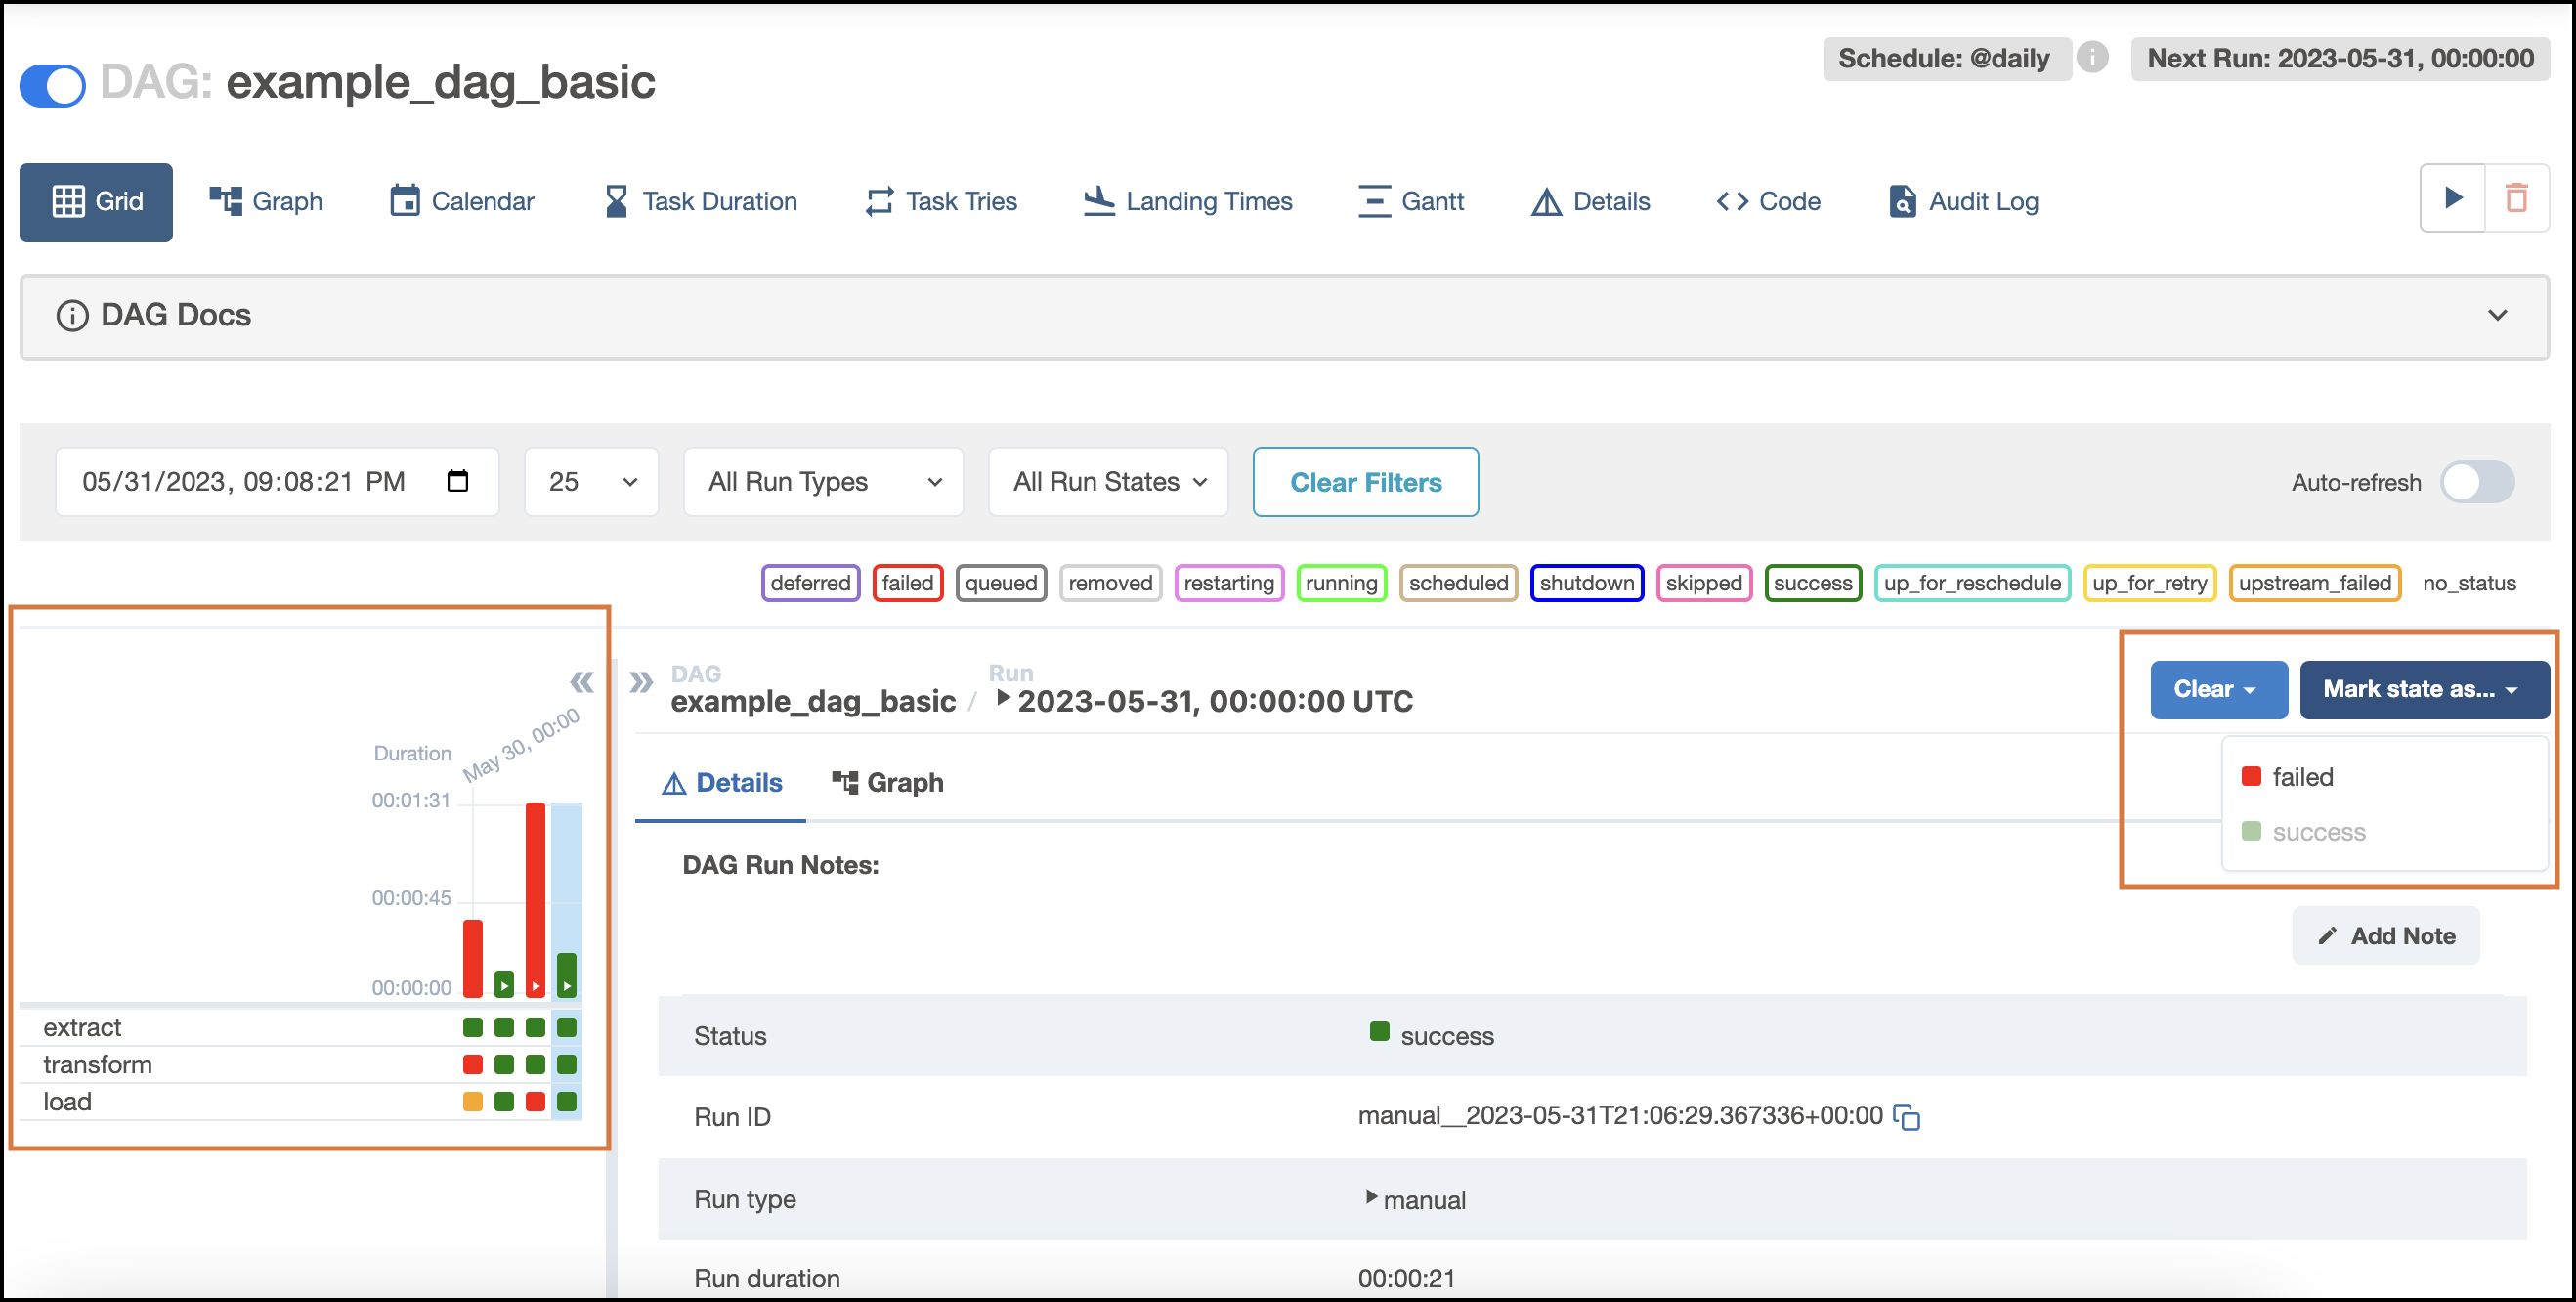 DAG: example_dag_basic
Schedule: @daily
Next Run: 2023-05-31, 00:00:00
Grid
Graph
Calendar
Task Duration
Task Tries
Landing Times
Gantt
Details
Code
Audit Log
DAG Docs
05/31/2023, 09:08:21 PM
25
All Run Types
All Run States
Clear Filters
Auto-refresh
deferred
failed
queued
removed
restarting
running
scheduled
shutdown
skipped
success
up_for_reschedule
up_for_retry
upstream_failed
no_status
Duration
May 30, 00:00
00:01:31
00:00:45
00:00:00
extract
transform
load
DAG
example_dag_basic /
Run
2023-05-31, 00:00:00 UTC
Clear
Mark state as...
failed
success
Details
Graph
DAG Run Notes:
Add Note
Status
success
Run ID
manual__2023-05-31T21:06:29.367336+00:00
Run type
manual
Run duration
00:00:21